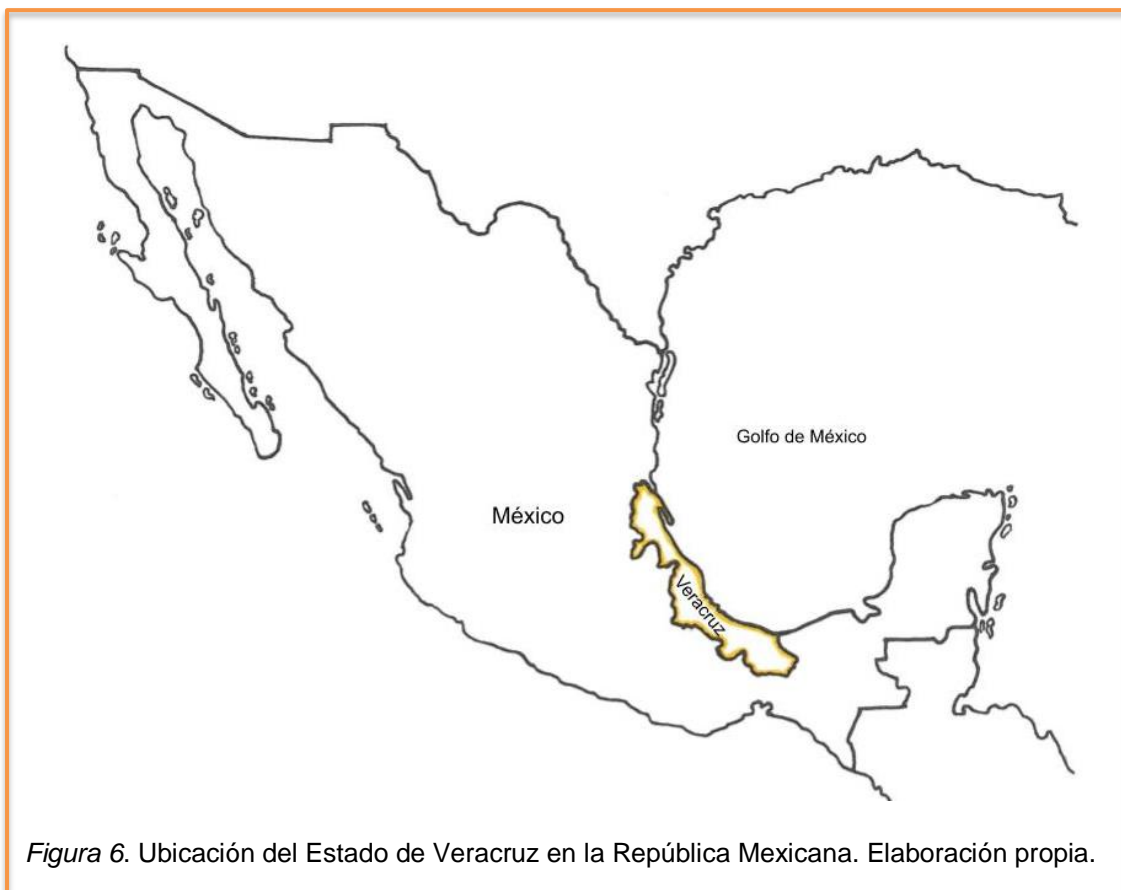 Golfo de México
México
Veracruz
Figura 6. Ubicación del Estado de Veracruz en la República Mexicana. Elaboración propia.